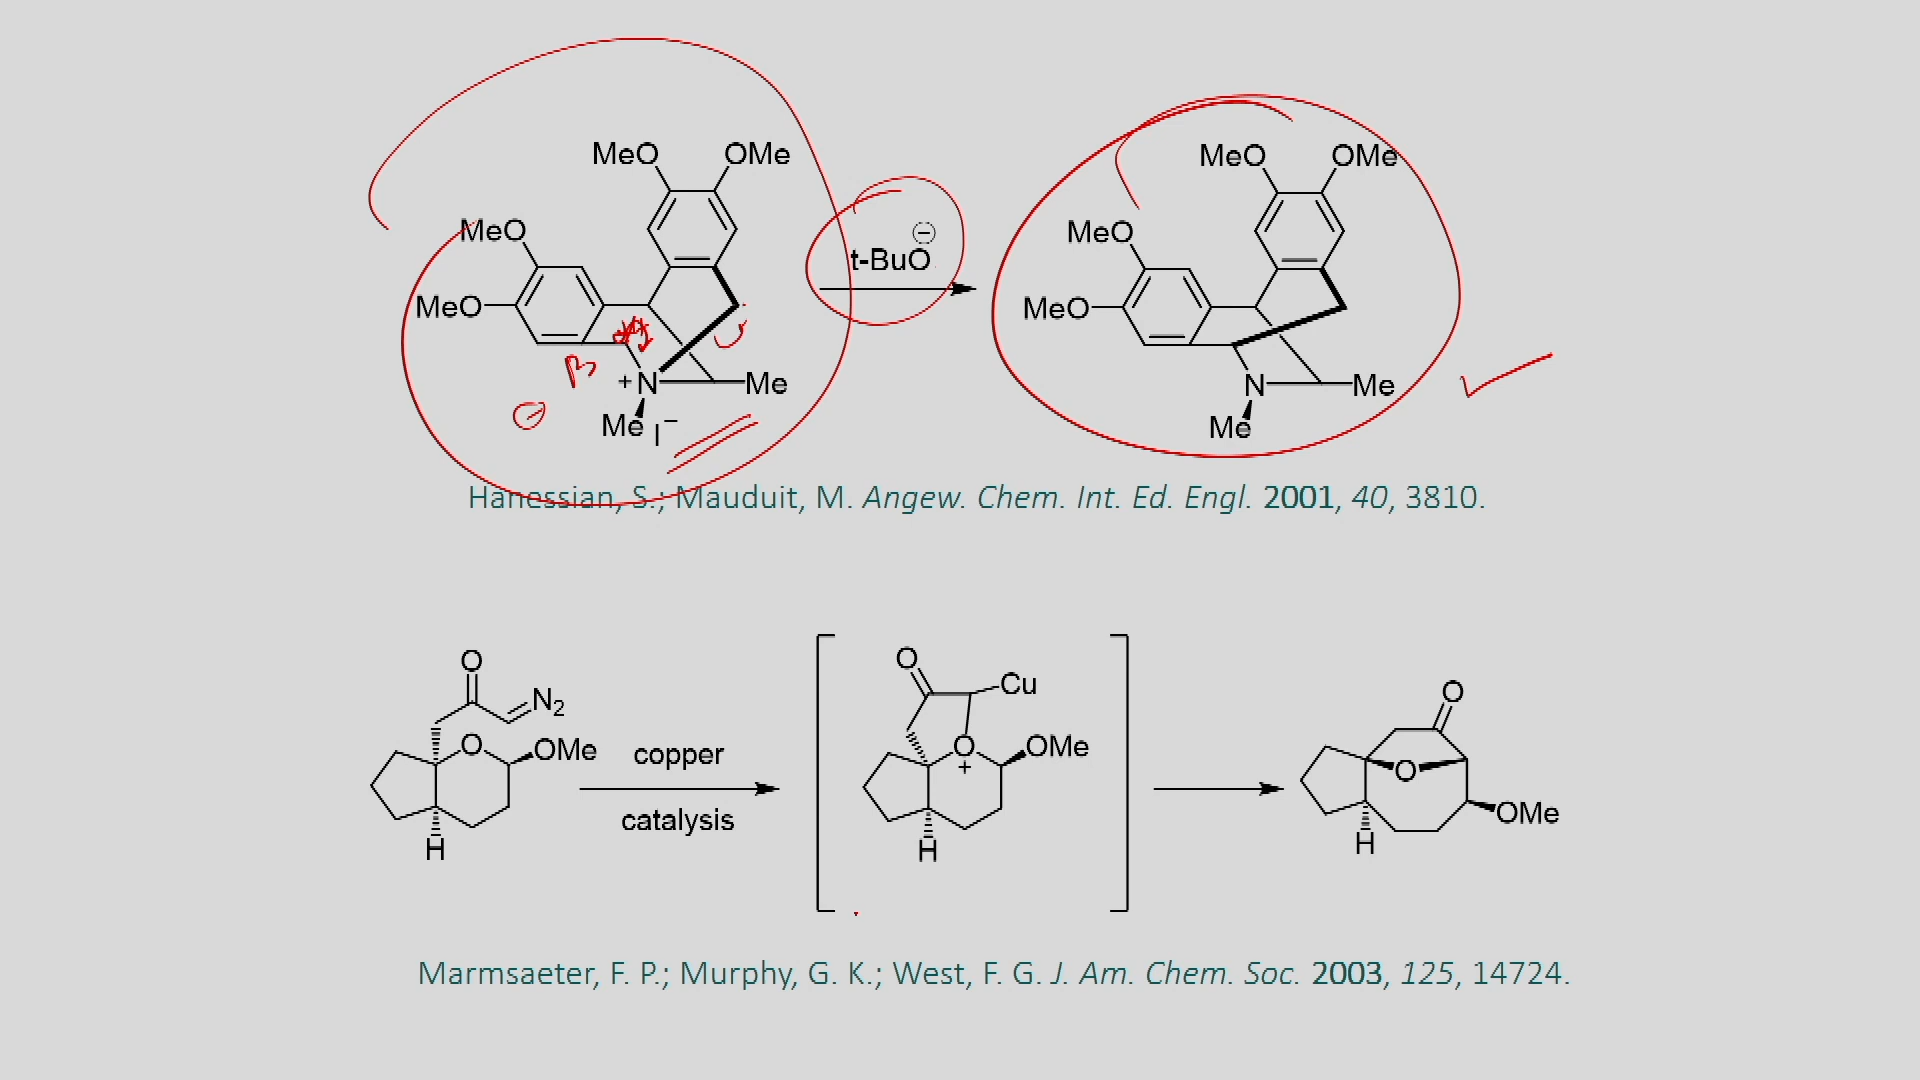 MeO OMe
MeO
MeO
β
+N Me
Me I⁻
t-BuO⊖
MeO OMe
MeO
MeO
N Me
Me
Hanessian, S.; Mauduit, M. Angew. Chem. Int. Ed. Engl. 2001, 40, 3810.
O
N₂
O OMe
H
copper
catalysis
O
Cu
O OMe
+
H
O
O
OMe
H
Marmsaeter, F. P.; Murphy, G. K.; West, F. G. J. Am. Chem. Soc. 2003, 125, 14724.